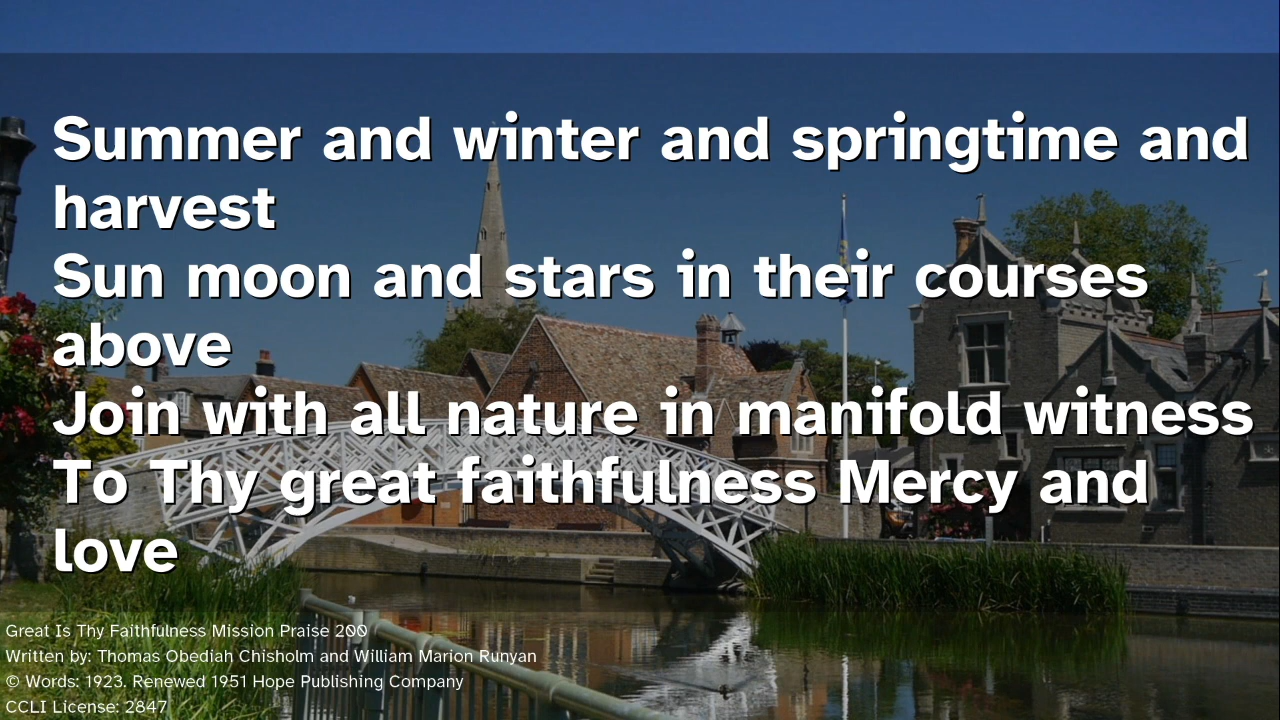 Summer and winter and springtime and
harvest
Sun moon and stars in their courses
above
Join with all nature in manifold witness
To Thy great faithfulness Mercy and
love
Great Is Thy Faithfulness Mission Praise 200
Written by: Thomas Obediah Chisholm and William Marion Runyan
© Words: 1923. Renewed 1951 Hope Publishing Company
CCLI License: 2847